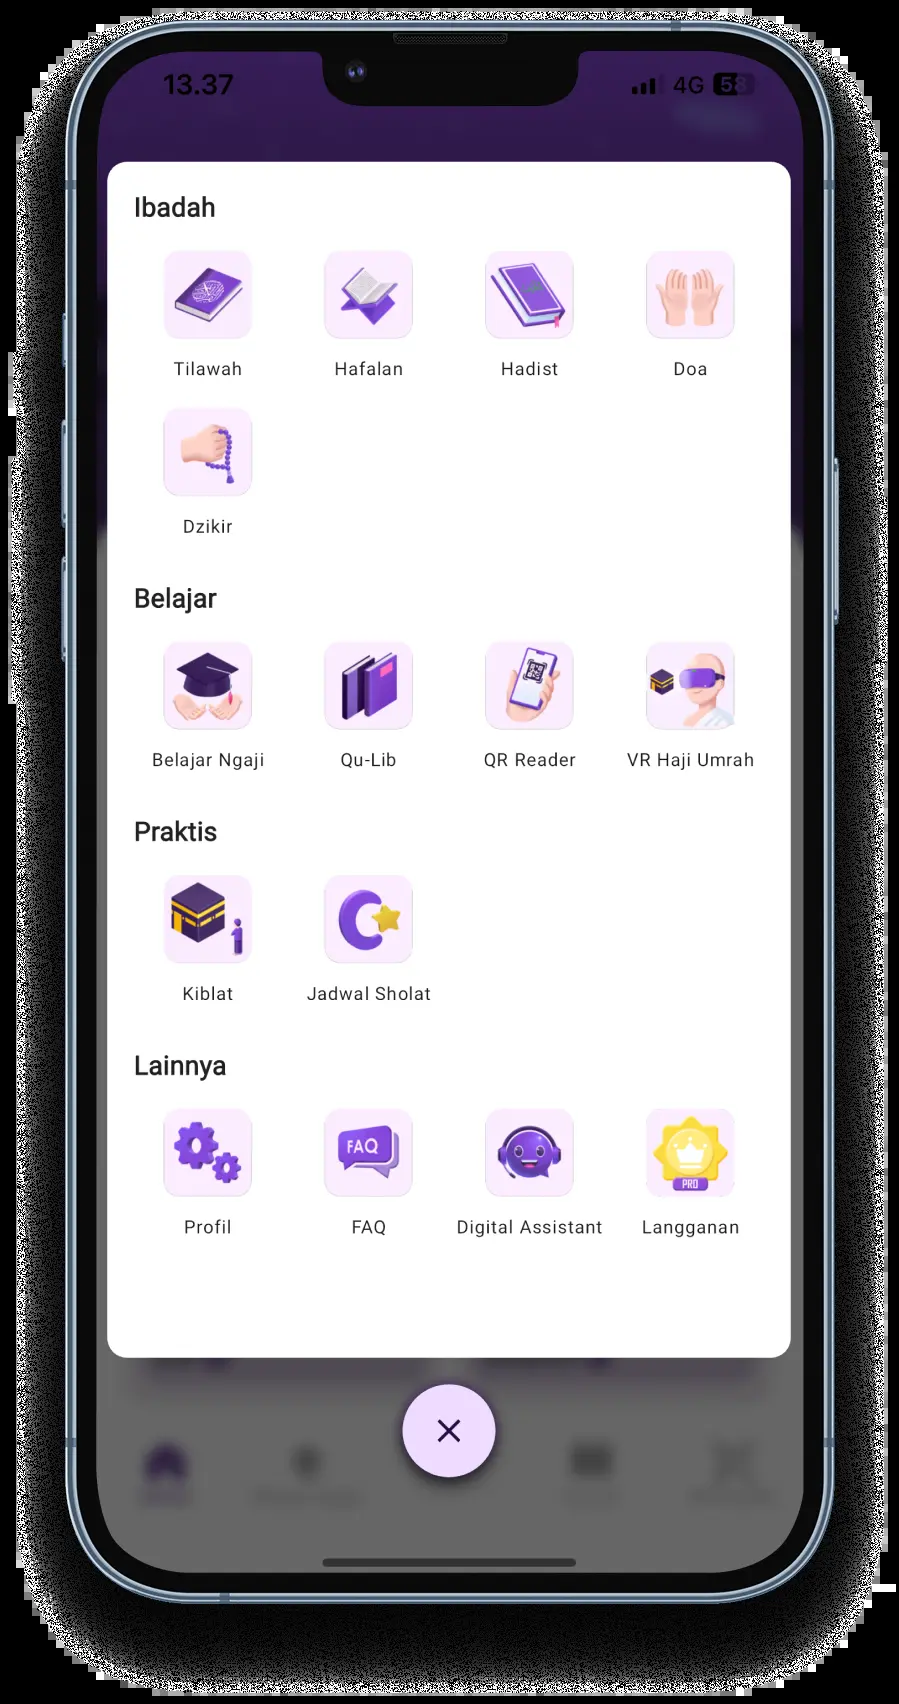 13.37 4G 58
Ibadah
Tilawah Hafalan Hadist Doa
Dzikir
Belajar
Belajar Ngaji Qu-Lib QR Reader VR Haji Umrah
Praktis
Kiblat Jadwal Sholat
Lainnya
FAQ PRO
Profil FAQ Digital Assistant Langganan